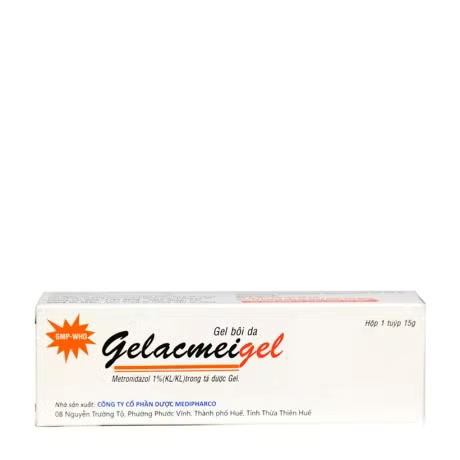 GMP-WHO
Gel bôi da
Hộp 1 tuýp 15g
Gelacmeigel
Metronidazol 1%(KL/KL)trong tá dược Gel.
Nhà sản xuất: CÔNG TY CỔ PHẦN DƯỢC MEDIPHARCO
08 Nguyễn Trường Tộ, Phường Phước Vĩnh, Thành phố Huế, Tỉnh Thừa Thiên Huế